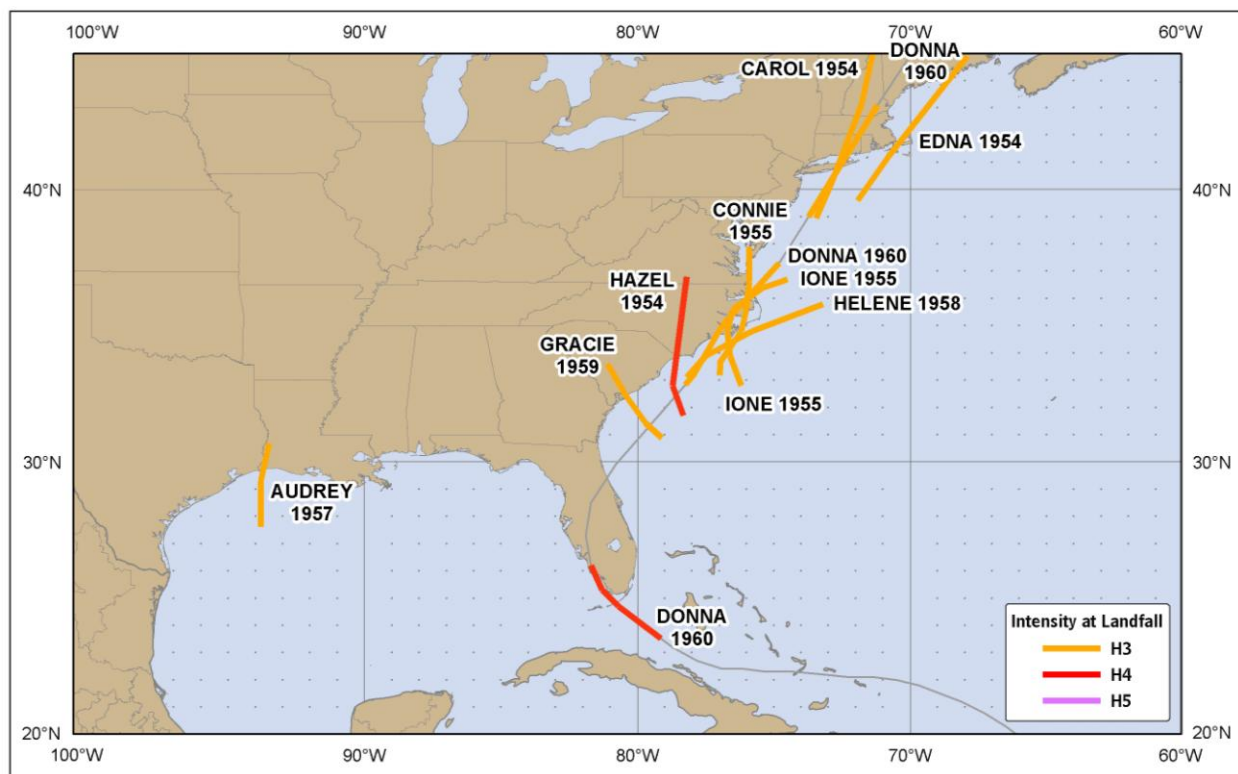 100°W 90°W 80°W 70°W 60°W
DONNA
1960
CAROL 1954
EDNA 1954
40°N 40°N
CONNIE
1955
DONNA 1960
IONE 1955
HAZEL
1954
HELENE 1958
GRACIE
1959
IONE 1955
30°N 30°N
AUDREY
1957
DONNA
1960
Intensity at Landfall
H3
H4
H5
20°N 20°N
100°W 90°W 80°W 70°W 60°W